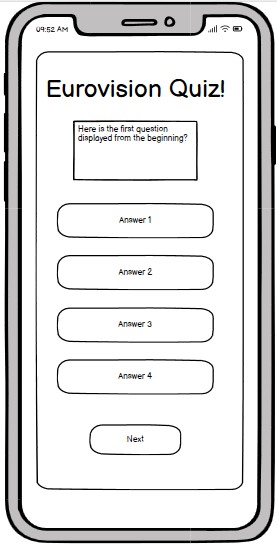 09:52 AM
Eurovision Quiz!
Here is the first question
displayed from the beginning?
Answer 1
Answer 2
Answer 3
Answer 4
Next